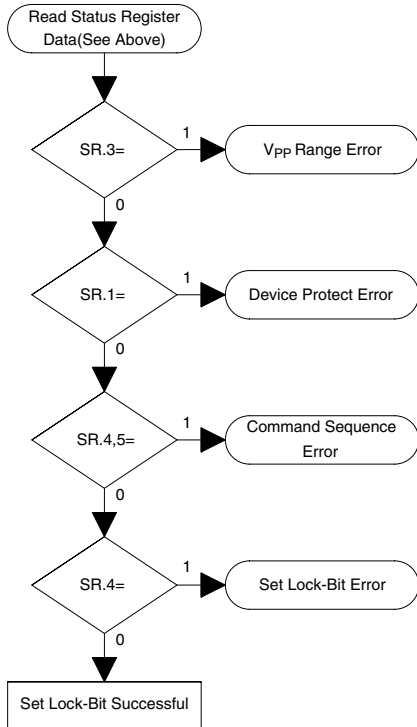 Read Status Register
Data(See Above)
SR.3=
1
VPP Range Error
0
SR.1=
1
Device Protect Error
0
SR.4,5=
1
Command Sequence
Error
0
SR.4=
1
Set Lock-Bit Error
0
Set Lock-Bit Successful